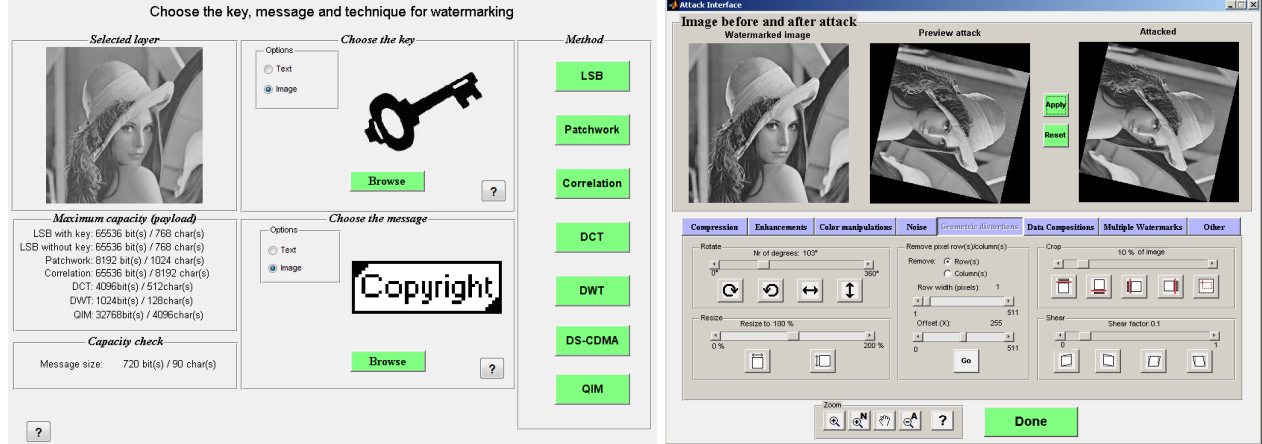 Choose the key, message and technique for watermarking
Selected layer
Choose the key
Options
Text
Image
Browse
?
Method
LSB
Patchwork
Correlation
DCT
DWT
DS-CDMA
QIM
Maximum capacity (payload)
LSB with key: 65536 bit(s) / 768 char(s)
LSB without key: 65536 bit(s) / 768 char(s)
Patchwork: 8192 bit(s) / 1024 char(s)
Correlation: 65536 bit(s) / 8192 char(s)
DCT: 4096bit(s) / 512char(s)
DWT: 1024bit(s) / 128char(s)
QIM: 32768bit(s) / 4096char(s)
Choose the message
Options
Text
Image
Copyright
Browse
?
Capacity check
Message size: 720 bit(s) / 90 char(s)
?
Attack Interface
Image before and after attack
Watermarked image
Preview attack
Attacked
Apply
Reset
Compression Enhancements Color manipulations Noise Geometric distortions Data Compositions Multiple Watermarks Other
Rotate
Nr of degrees: 103°
0° 360°
Resize
Resize to 100 %
0 % 200 %
Remove pixel row(s)/column(s)
Remove: Row(s)
Column(s)
Row width (pixels): 1
1 511
Offset (X): 255
0 511
Go
Crop
10 % of image
Shear
Shear factor:0.1
0 1
Zoom
N
A
?
Done